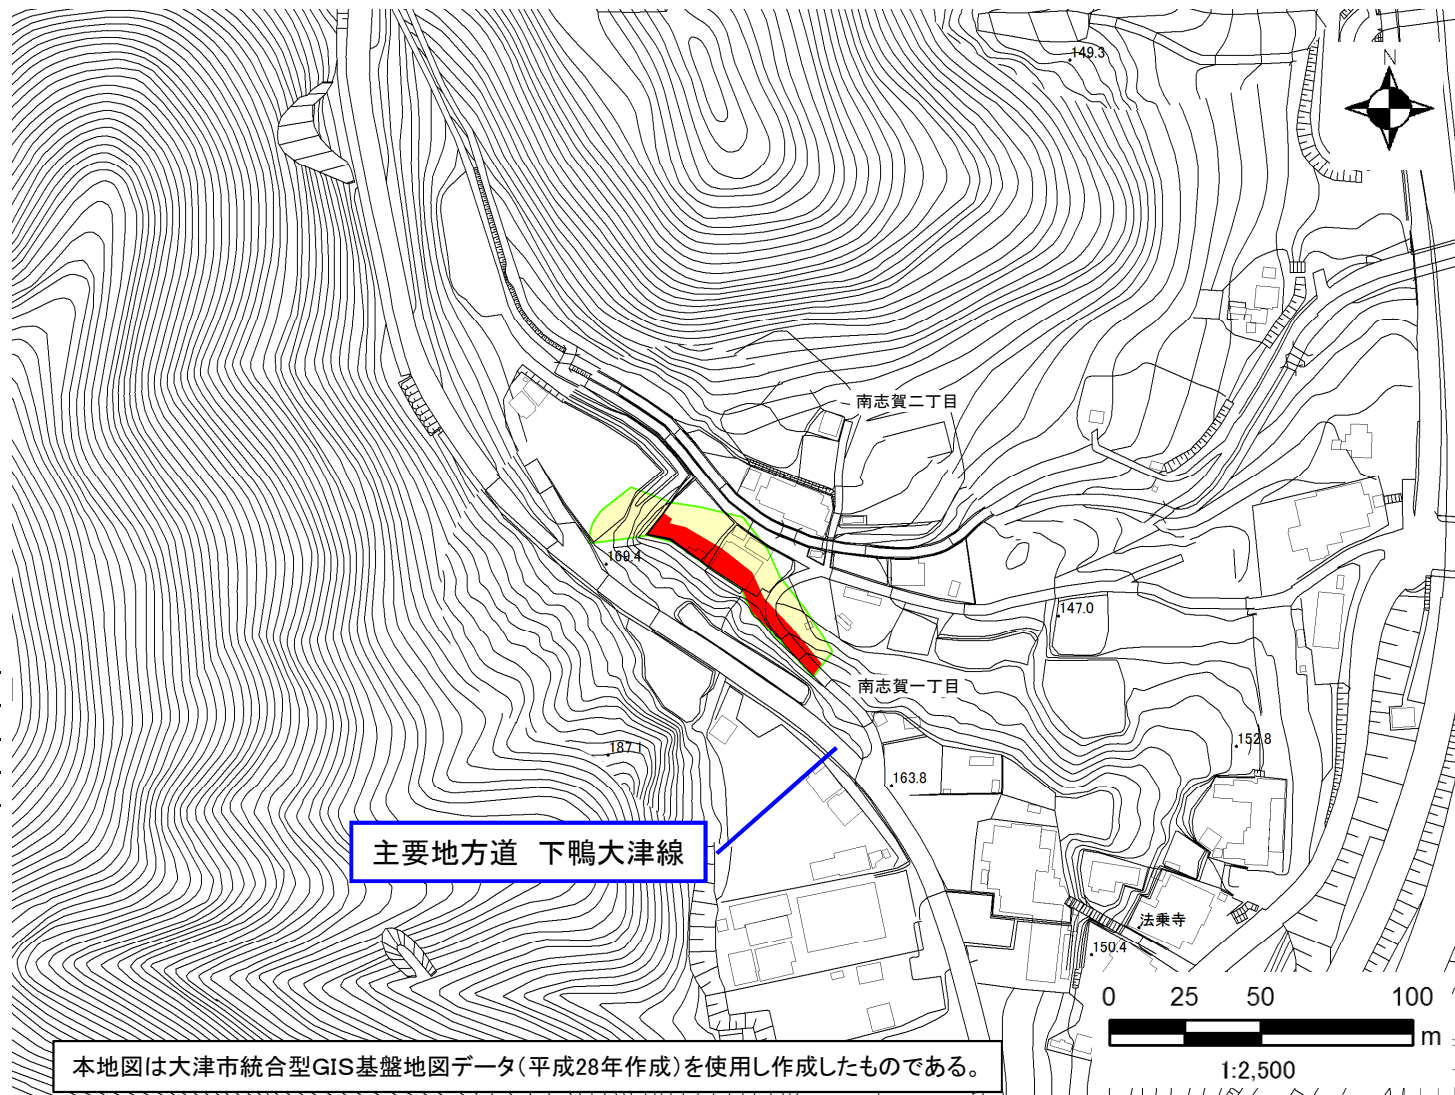 149.3
N
南志賀二丁目
169.4
147.0
南志賀一丁目
187.1
152.8
163.8
主要地方道 下鴨大津線
法乗寺
150.4
0 25 50 100
m
1:2,500
本地図は大津市統合型GIS基盤地図データ(平成28年作成)を使用し作成したものである。